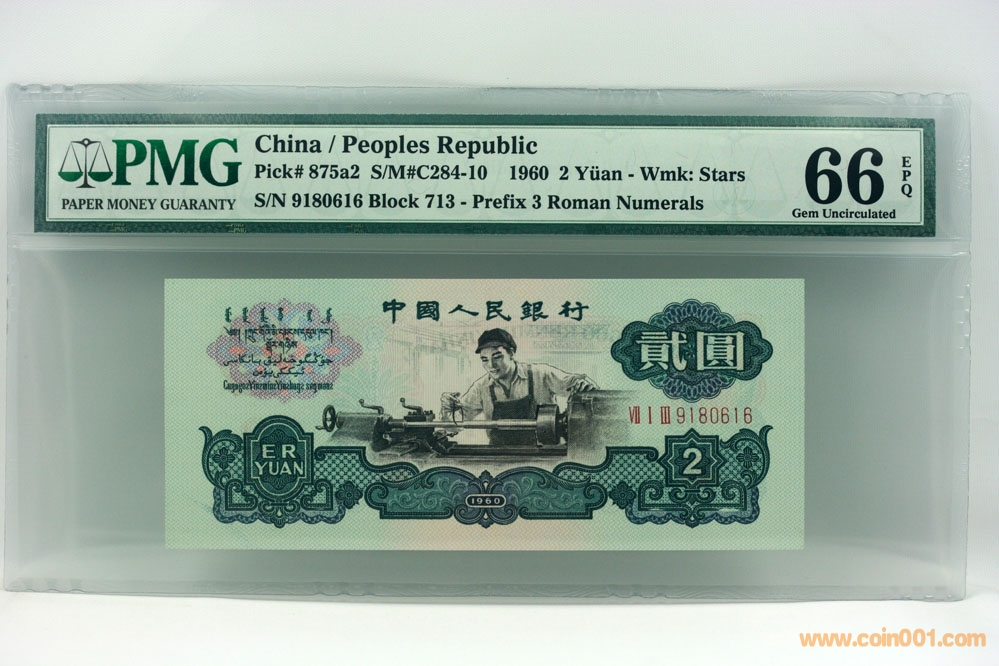 PMG
PAPER MONEY GUARANTY
China / Peoples Republic
Pick# 875a2 S/M#C284-10 1960 2 Yüan - Wmk: Stars
S/N 9180616 Block 713 - Prefix 3 Roman Numerals
66
EPQ
Gem Uncirculated
中國人民銀行
貳圓
VII I III 9180616
ER
YUAN
2
1960
www.coin001.com